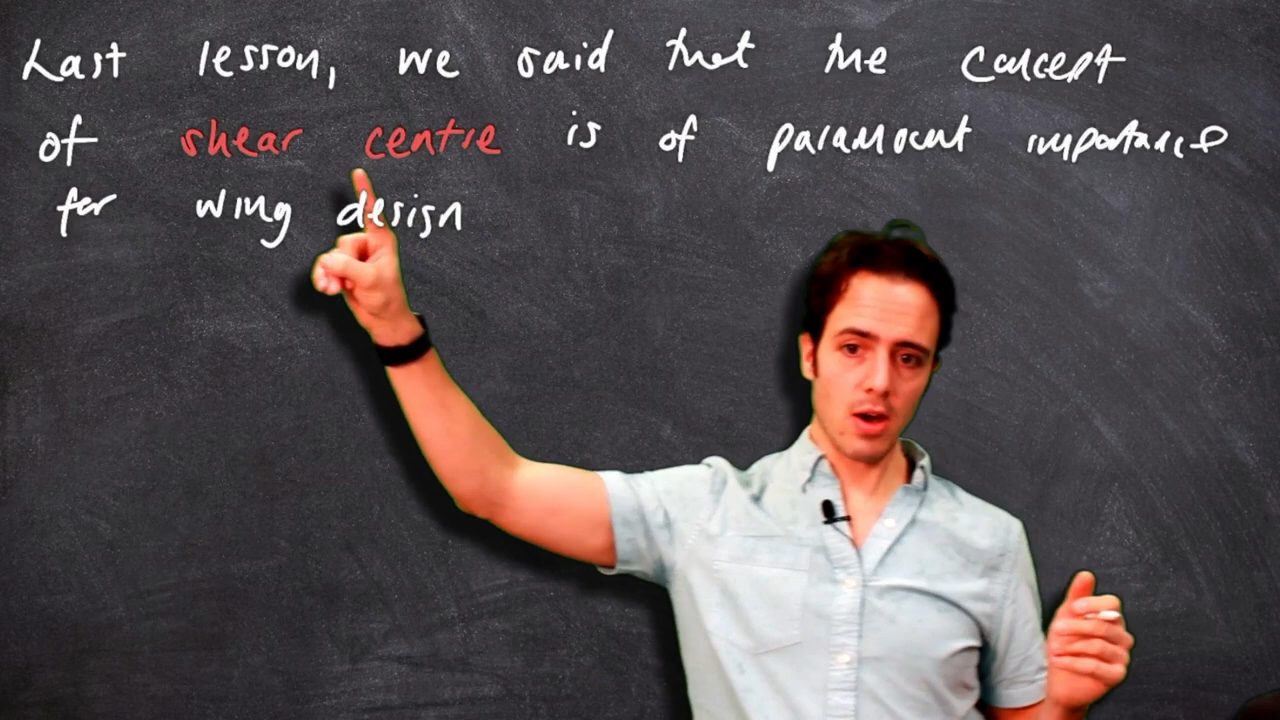 Last lesson, we said that the concept
of shear centre is of paramount importance
for wing design